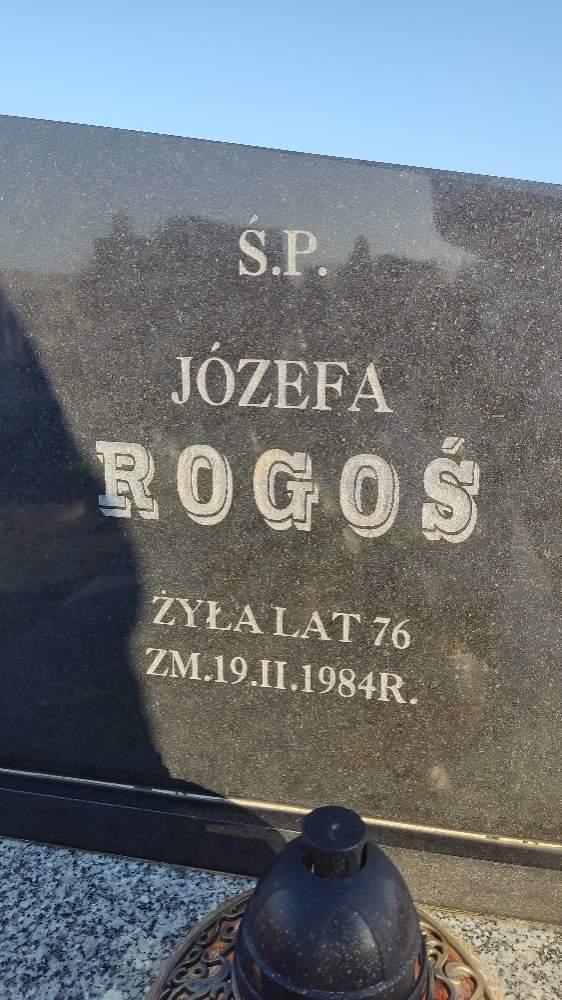 Ś.P.
JÓZEFA
ROGOŚ
ŻYŁA LAT 76
ZM.19.II.1984R.